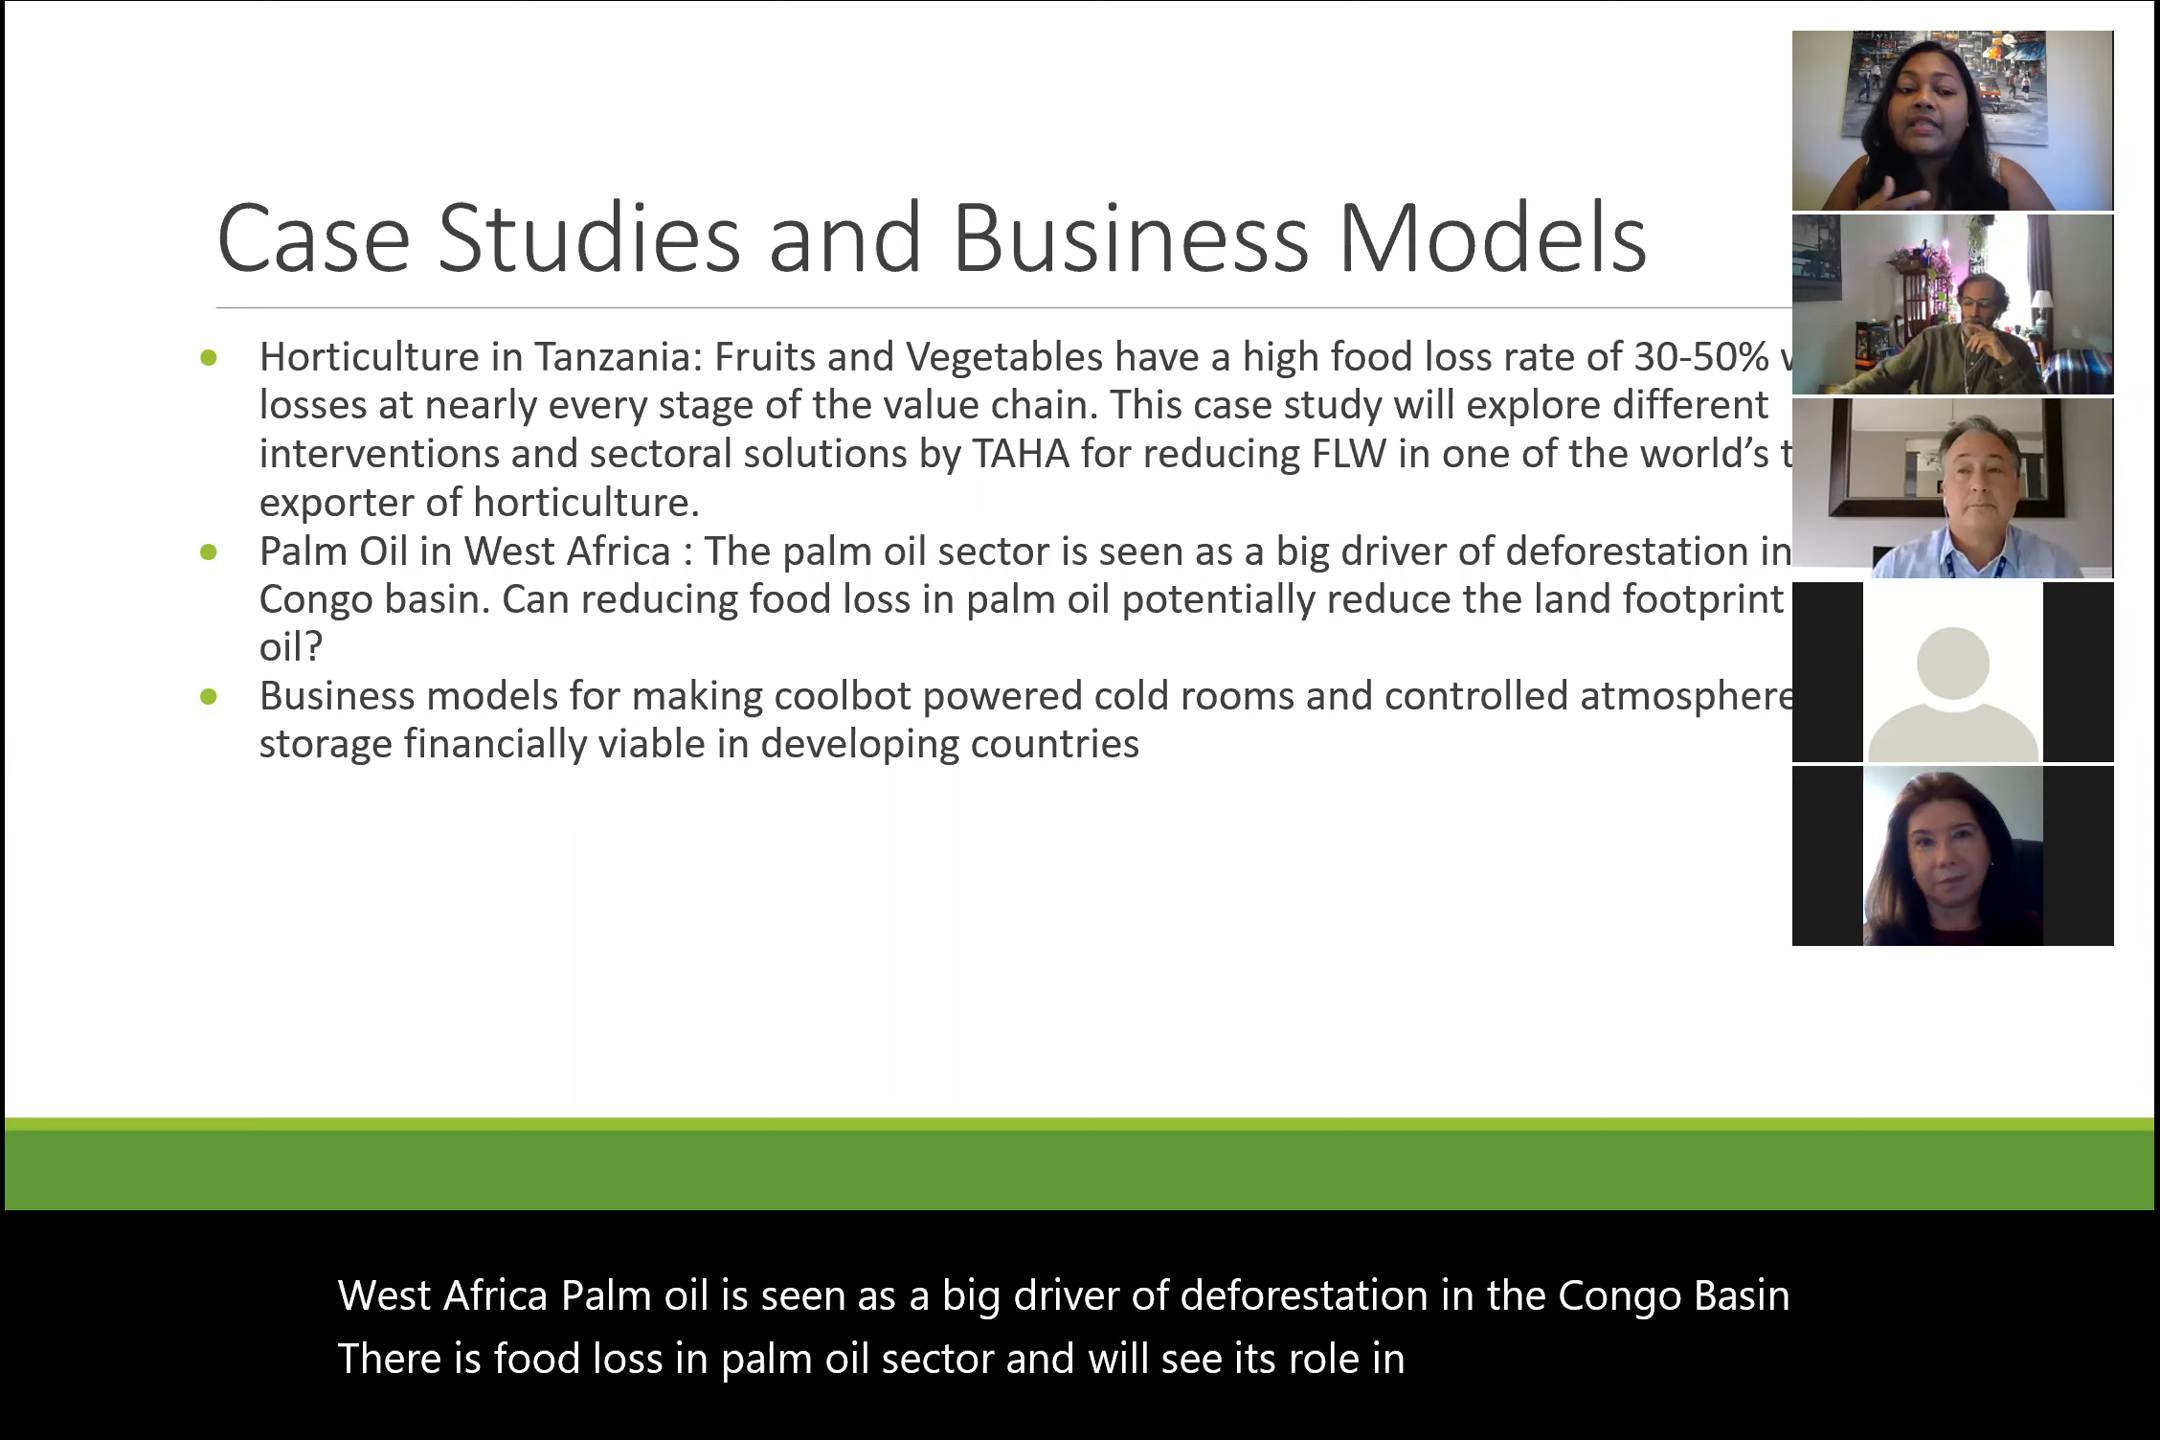 Case Studies and Business Models
Horticulture in Tanzania: Fruits and Vegetables have a high food loss rate of 30-50%
losses at nearly every stage of the value chain. This case study will explore different
interventions and sectoral solutions by TAHA for reducing FLW in one of the world’s
exporter of horticulture.
Palm Oil in West Africa : The palm oil sector is seen as a big driver of deforestation in
Congo basin. Can reducing food loss in palm oil potentially reduce the land footprint
oil?
Business models for making coolbot powered cold rooms and controlled atmosphere
storage financially viable in developing countries
West Africa Palm oil is seen as a big driver of deforestation in the Congo Basin
There is food loss in palm oil sector and will see its role in